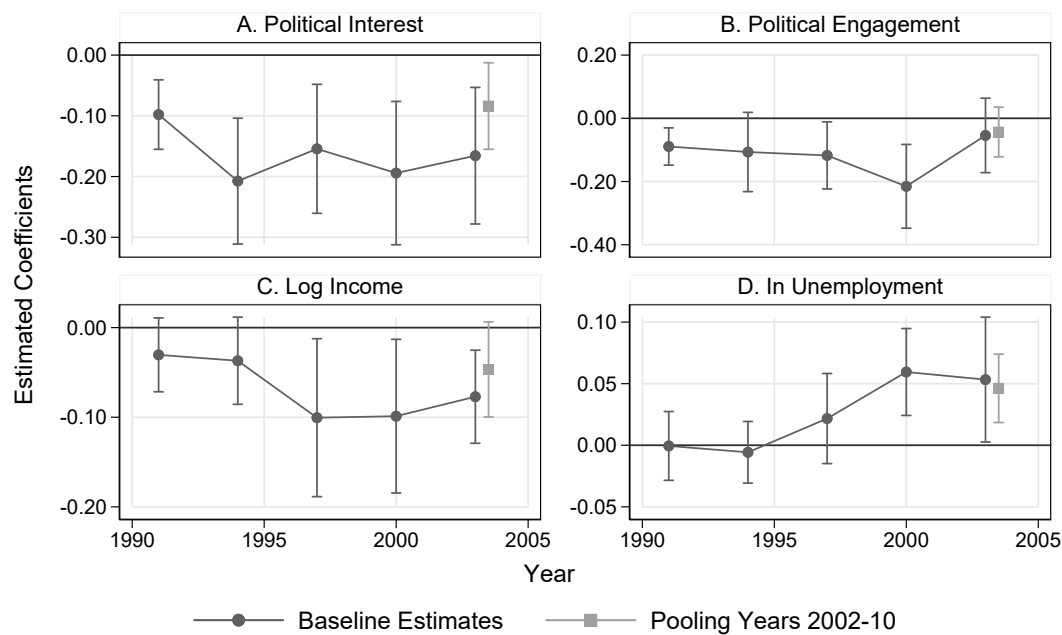 A. Political Interest
B. Political Engagement
0.00
-0.10
-0.20
-0.30
0.20
0.00
-0.20
-0.40
C. Log Income
D. In Unemployment
0.00
-0.10
-0.20
0.10
0.05
0.00
-0.05
1990
1995
2000
2005
1990
1995
2000
2005
Estimated Coefficients
Year
Baseline Estimates
Pooling Years 2002-10